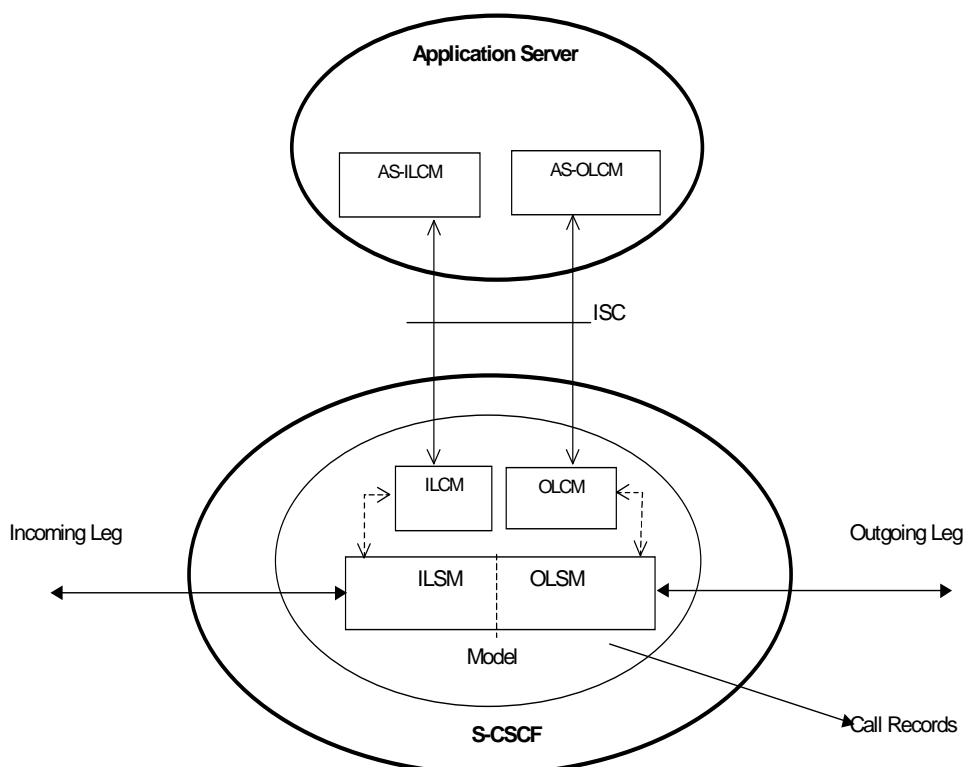 Application Server
AS-ILCM
AS-OLCM
ISC
ILCM
OLCM
Incoming Leg
Outgoing Leg
ILSM
OLSM
Model
Call Records
S-CSCF